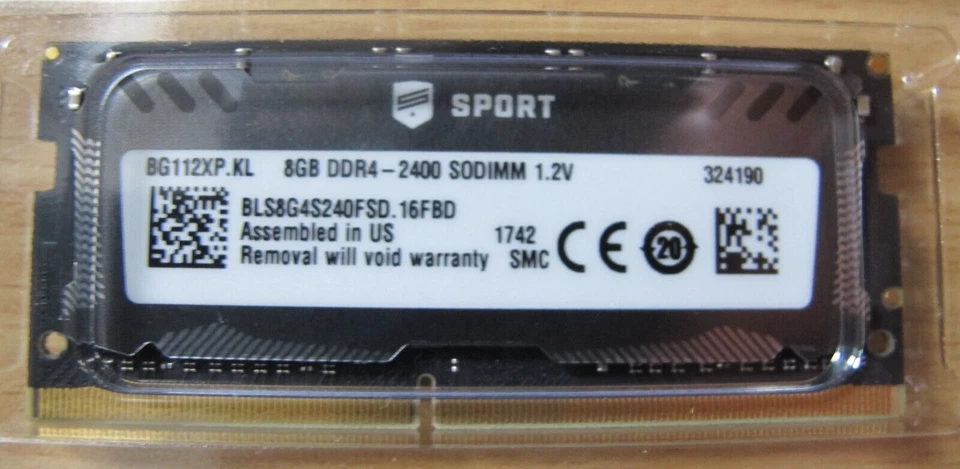 SPORT
BG112XP.KL 8GB DDR4-2400 SODIMM 1.2V 324190
BLS8G4S240FSD.16FBD
Assembled in US 1742
Removal will void warranty SMC CE 20